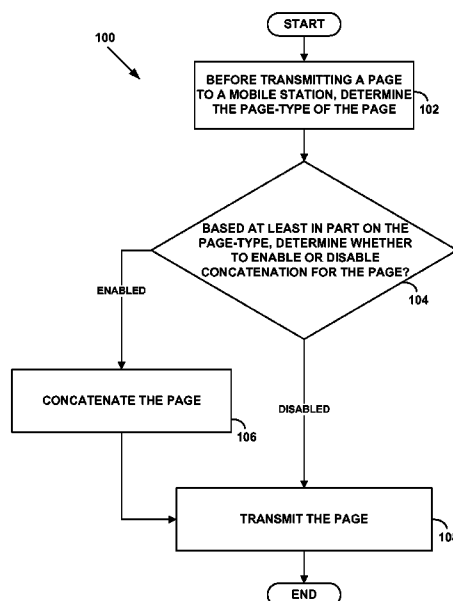 START
100
BEFORE TRANSMITTING A PAGE
TO A MOBILE STATION, DETERMINE
THE PAGE-TYPE OF THE PAGE
102
BASED AT LEAST IN PART ON THE
PAGE-TYPE, DETERMINE WHETHER
TO ENABLE OR DISABLE
CONCATENATION FOR THE PAGE?
104
ENABLED
CONCATENATE THE PAGE
106
DISABLED
TRANSMIT THE PAGE
108
END